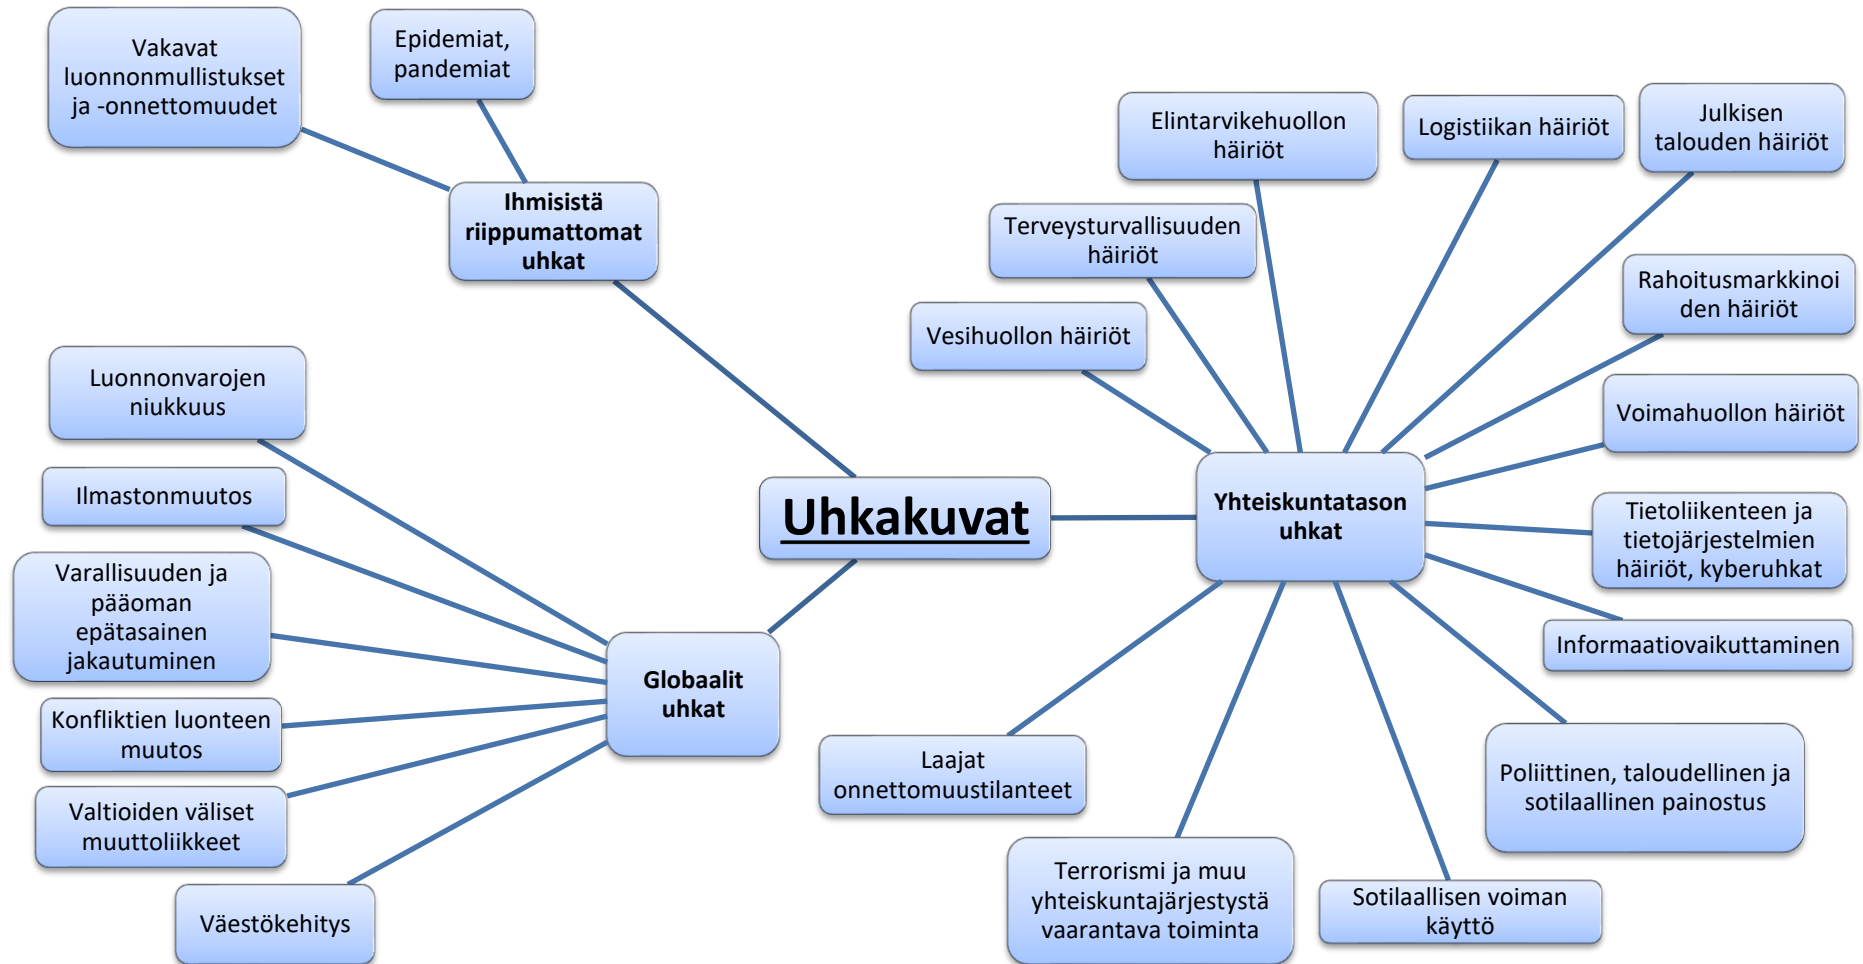 Vakavat
luonnonmullistukset
ja -onnettomuudet
Epidemiat,
pandemiat
Ihmisistä
riippumattomat
uhkat
Elintarvikehuollon
häiriöt
Logistiikan häiriöt
Julkisen
talouden häiriöt
Terveysturvallisuuden
häiriöt
Rahoitusmarkkinoi
den häiriöt
Vesihuollon häiriöt
Voimahuollon häiriöt
Luonnonvarojen
niukkuus
Ilmastonmuutos
Varallisuuden ja
pääoman
epätasainen
jakautuminen
Konfliktien luonteen
muutos
Valtioiden väliset
muuttoliikkeet
Väestökehitys
Globaalit
uhkat
Uhkakuvat
Yhteiskuntatason
uhkat
Tietoliikenteen ja
tietojärjestelmien
häiriöt, kyberuhkat
Informaatiovaikuttaminen
Poliittinen, taloudellinen ja
sotilaallinen painostus
Laajat
onnettomuustilanteet
Terrorismi ja muu
yhteiskuntajärjestystä
vaarantava toiminta
Sotilaallisen voiman
käyttö